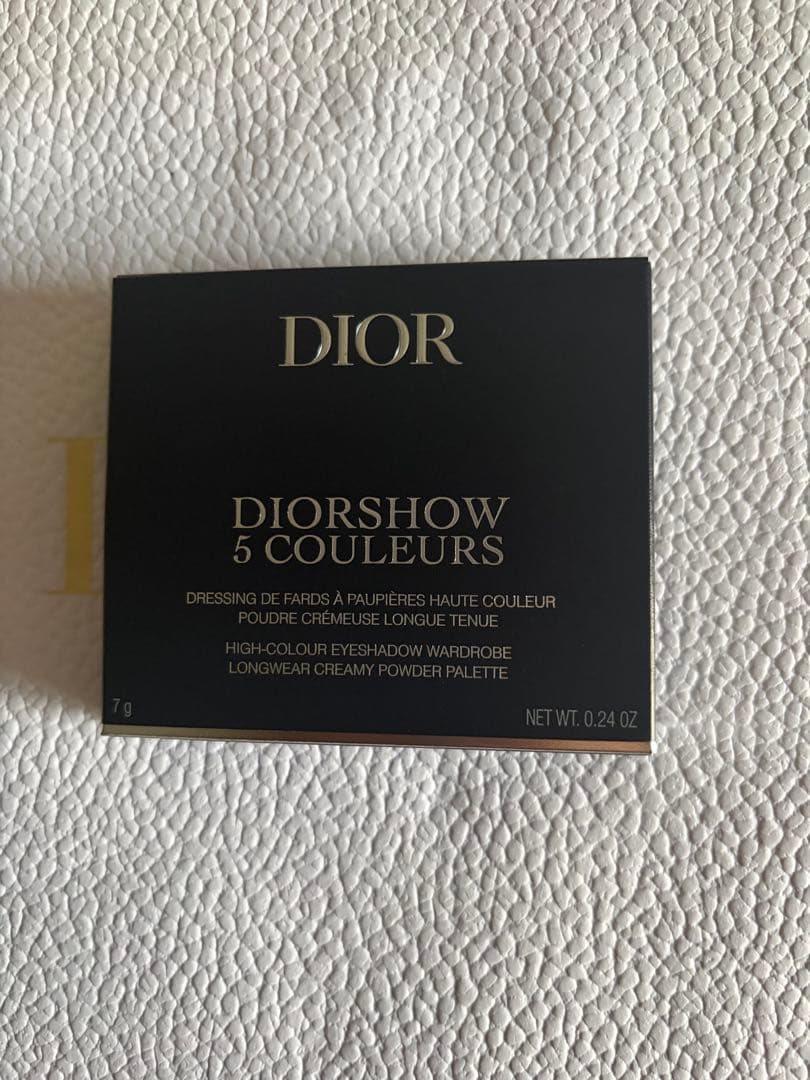 DIOR
DIORSHOW
5 COULEURS
DRESSING DE FARDS À PAUPIÈRES HAUTE COULEUR
POUDRE CRÉMEUSE LONGUE TENUE
HIGH-COLOUR EYESHADOW WARDROBE
LONGWEAR CREAMY POWDER PALETTE
7 g
NET WT. 0.24 OZ